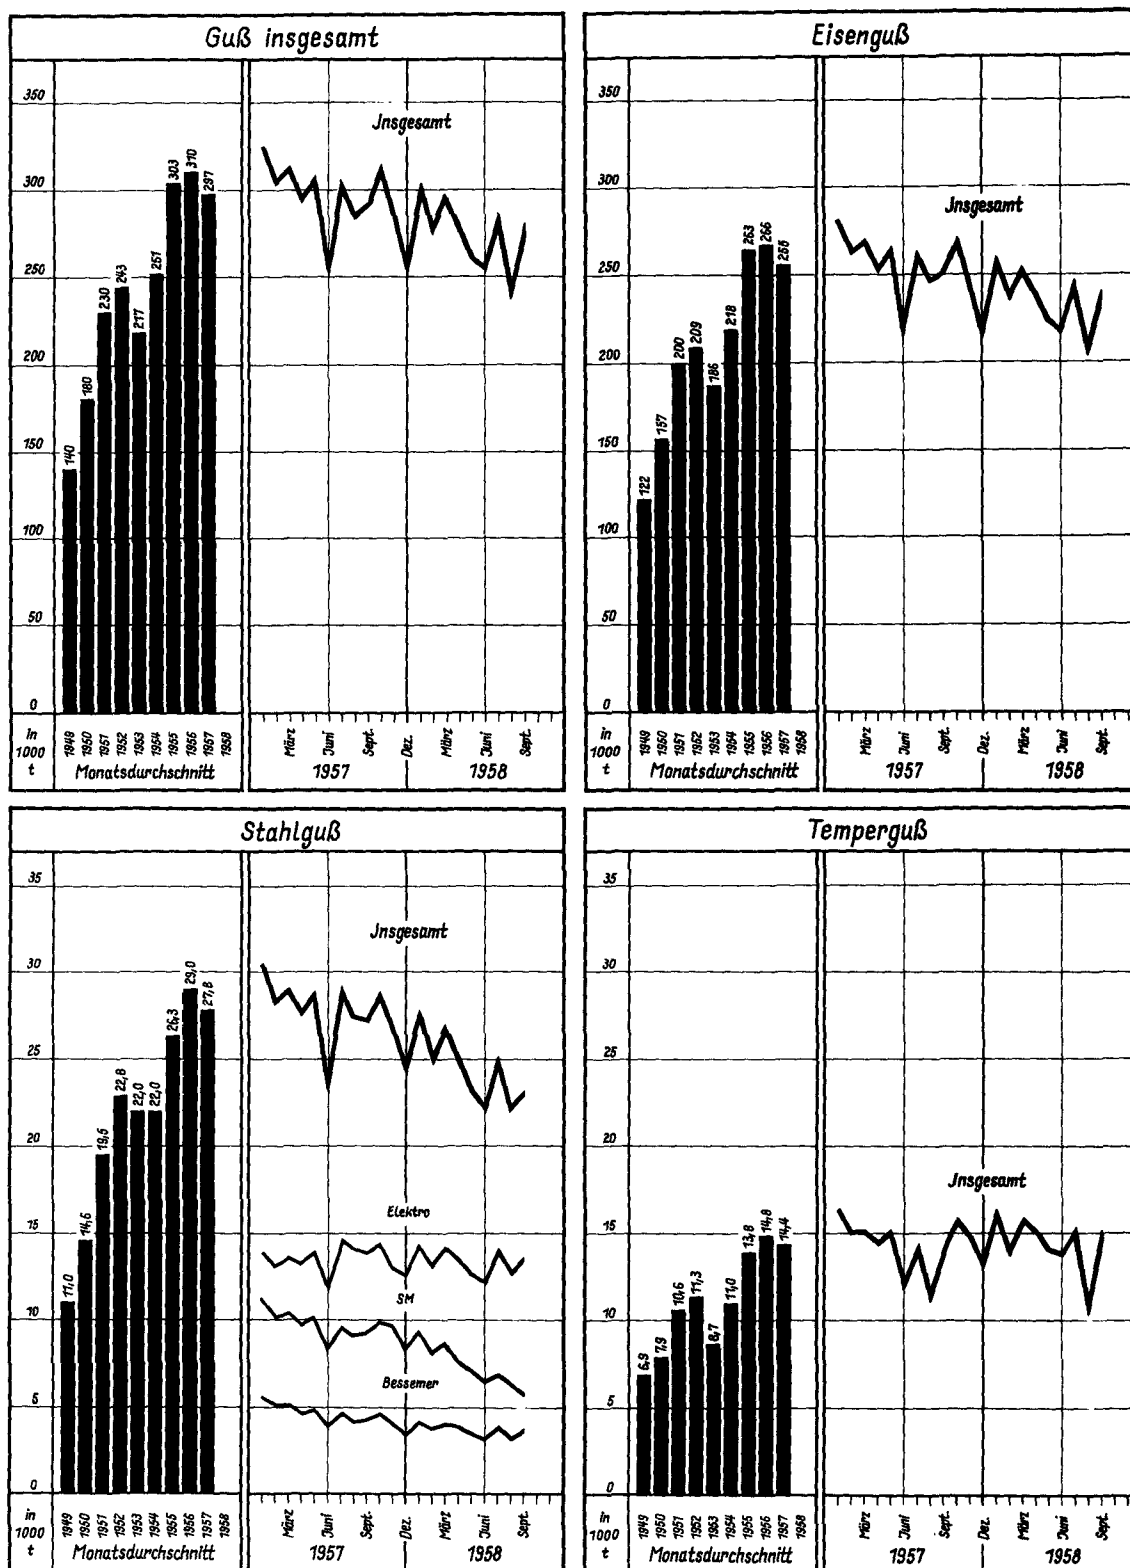 Guß insgesamt
350
300
250
200
150
100
50
0
140
180
230
243
217
251
303
310
297
Jnsgesamt
in
1000
t
1949
1950
1951
1952
1953
1954
1955
1956
1957
1958
Monatsdurchschnitt
März
Juni
Sept.
Dez.
März
Juni
Sept.
1957
1958
Eisenguß
350
300
250
200
150
100
50
0
122
157
200
209
186
218
263
266
Jnsgesamt
in
1000
t
1949
1950
1951
1952
1953
1954
1955
1956
1957
1958
Monatsdurchschnitt
März
Juni
Sept.
Dez.
März
Juni
Sept.
1957
1958
Stahlguß
35
30
25
20
15
10
5
0
11,0
14,6
19,5
22,8
22,0
22,0
26,3
29,0
27,8
Jnsgesamt
Elektro
SM
Bessemer
in
1000
t
1949
1950
1951
1952
1953
1954
1955
1956
1957
1958
Monatsdurchschnitt
März
Juni
Sept.
Dez.
März
Juni
Sept.
1957
1958
Temperguß
35
30
25
20
15
10
5
0
6,9
7,9
10,6
11,3
8,7
11,0
13,8
14,8
14,4
Jnsgesamt
in
1000
t
1949
1950
1951
1952
1953
1954
1955
1956
1957
1958
Monatsdurchschnitt
März
Juni
Sept.
Dez.
März
Juni
Sept.
1957
1958